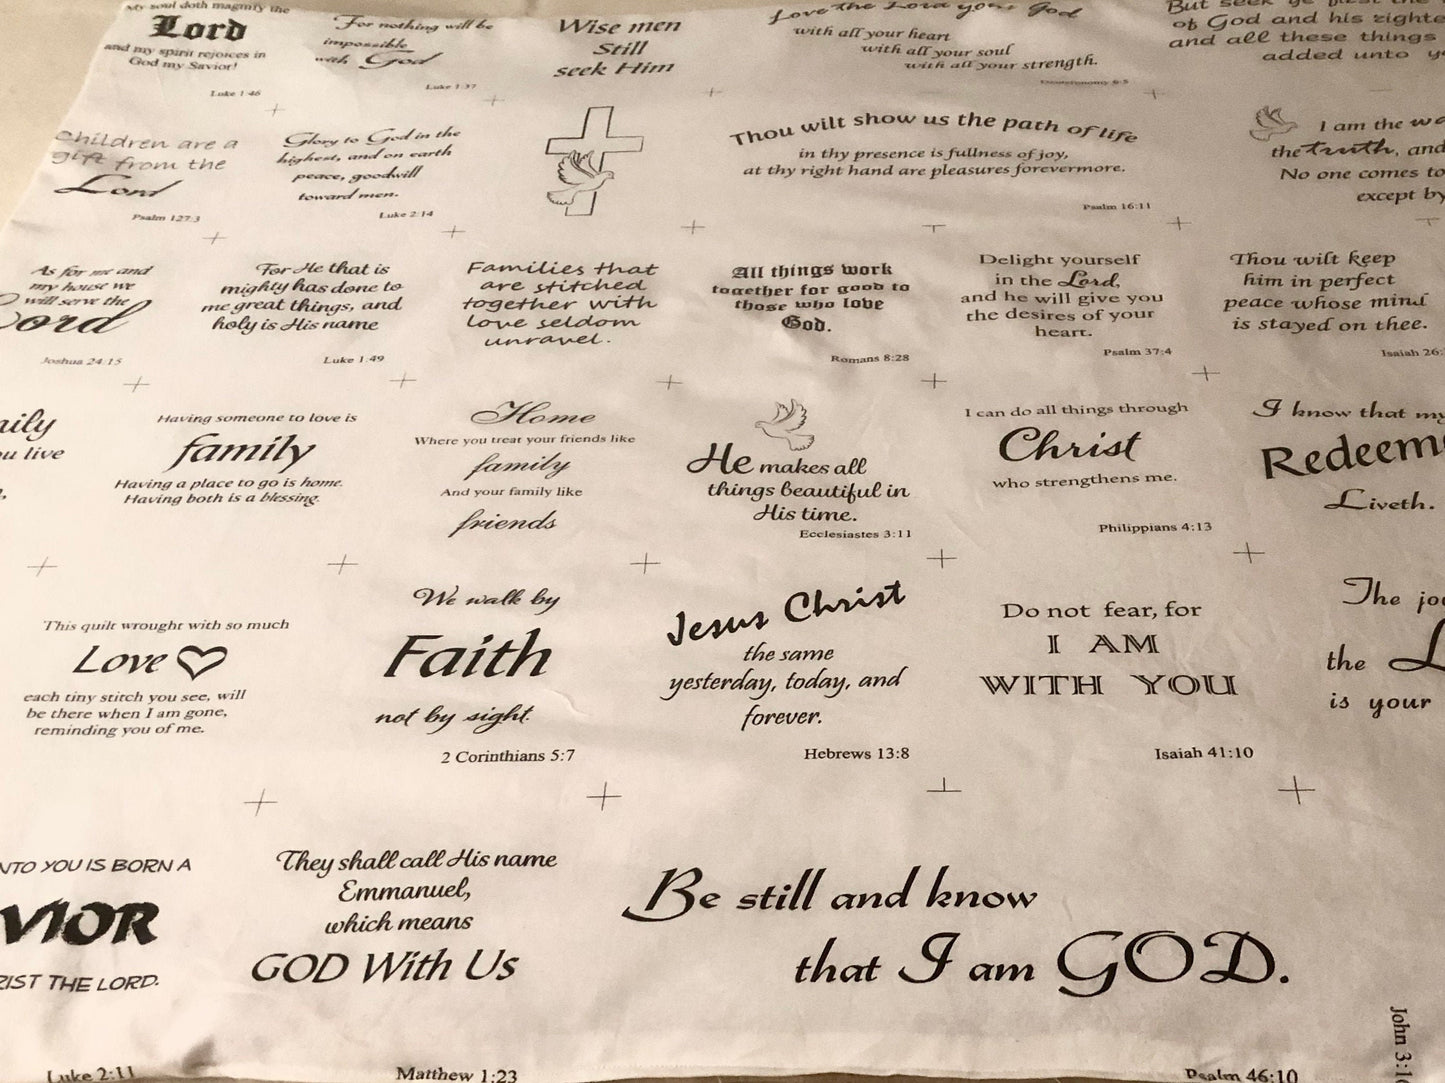 My soul doth magnify the
Lord
and my spirit rejoices in
God my Savior!
Luke 1:46
For nothing will be
impossible
with God
Luke 1:37
Wise men
Still
seek Him
Love the Lord your God
with all your heart
with all your soul
with all your strength.
Deuteronomy 6:5
But seek ye first the
of God and his
and all these things
added unto
Children are a
gift from the
Lord
Psalm 127:3
Glory to God in the
highest, and on earth
peace, goodwill
toward men.
Luke 2:14
Thou wilt show us the path of life
in thy presence is fullness of joy,
at thy right hand are pleasures forevermore.
Psalm 16:11
I am the
the truth, and
No one comes to
except by
As for me and
my house we
will serve the
Lord
Joshua 24:15
For He that is
mighty has done to
me great things, and
holy is His name
Luke 1:49
Families that
are stitched
together with
love seldom
unravel.
All things work
together for good to
those who love
God.
Romans 8:28
Delight yourself
in the Lord,
and he will give you
the desires of your
heart.
Psalm 37:4
Thou wilt keep
him in perfect
peace whose mind
is stayed on thee.
Isaiah 26:
ily
u live
Having someone to love is
family
Having a place to go is home.
Having both is a blessing.
Home
Where you treat your friends like
family
And your family like
friends
He makes all
things beautiful in
His time.
Ecclesiastes 3:11
I can do all things through
Christ
who strengthens me.
Philippians 4:13
I know that my
Redeem
Liveth.
This quilt wrought with so much
Love
each tiny stitch you see, will
be there when I am gone,
reminding you of me.
We walk by
Faith
not by sight.
2 Corinthians 5:7
Jesus Christ
the same
yesterday, today, and
forever.
Hebrews 13:8
Do not fear, for
I AM
WITH YOU
Isaiah 41:10
The jo
the L
is your
NTO YOU IS BORN A
VIOR
RIST THE LORD.
Luke 2:11
They shall call His name
Emmanuel,
which means
GOD With Us
Matthew 1:23
Be still and know
that I am GOD.
Psalm 46:10
John 3:1